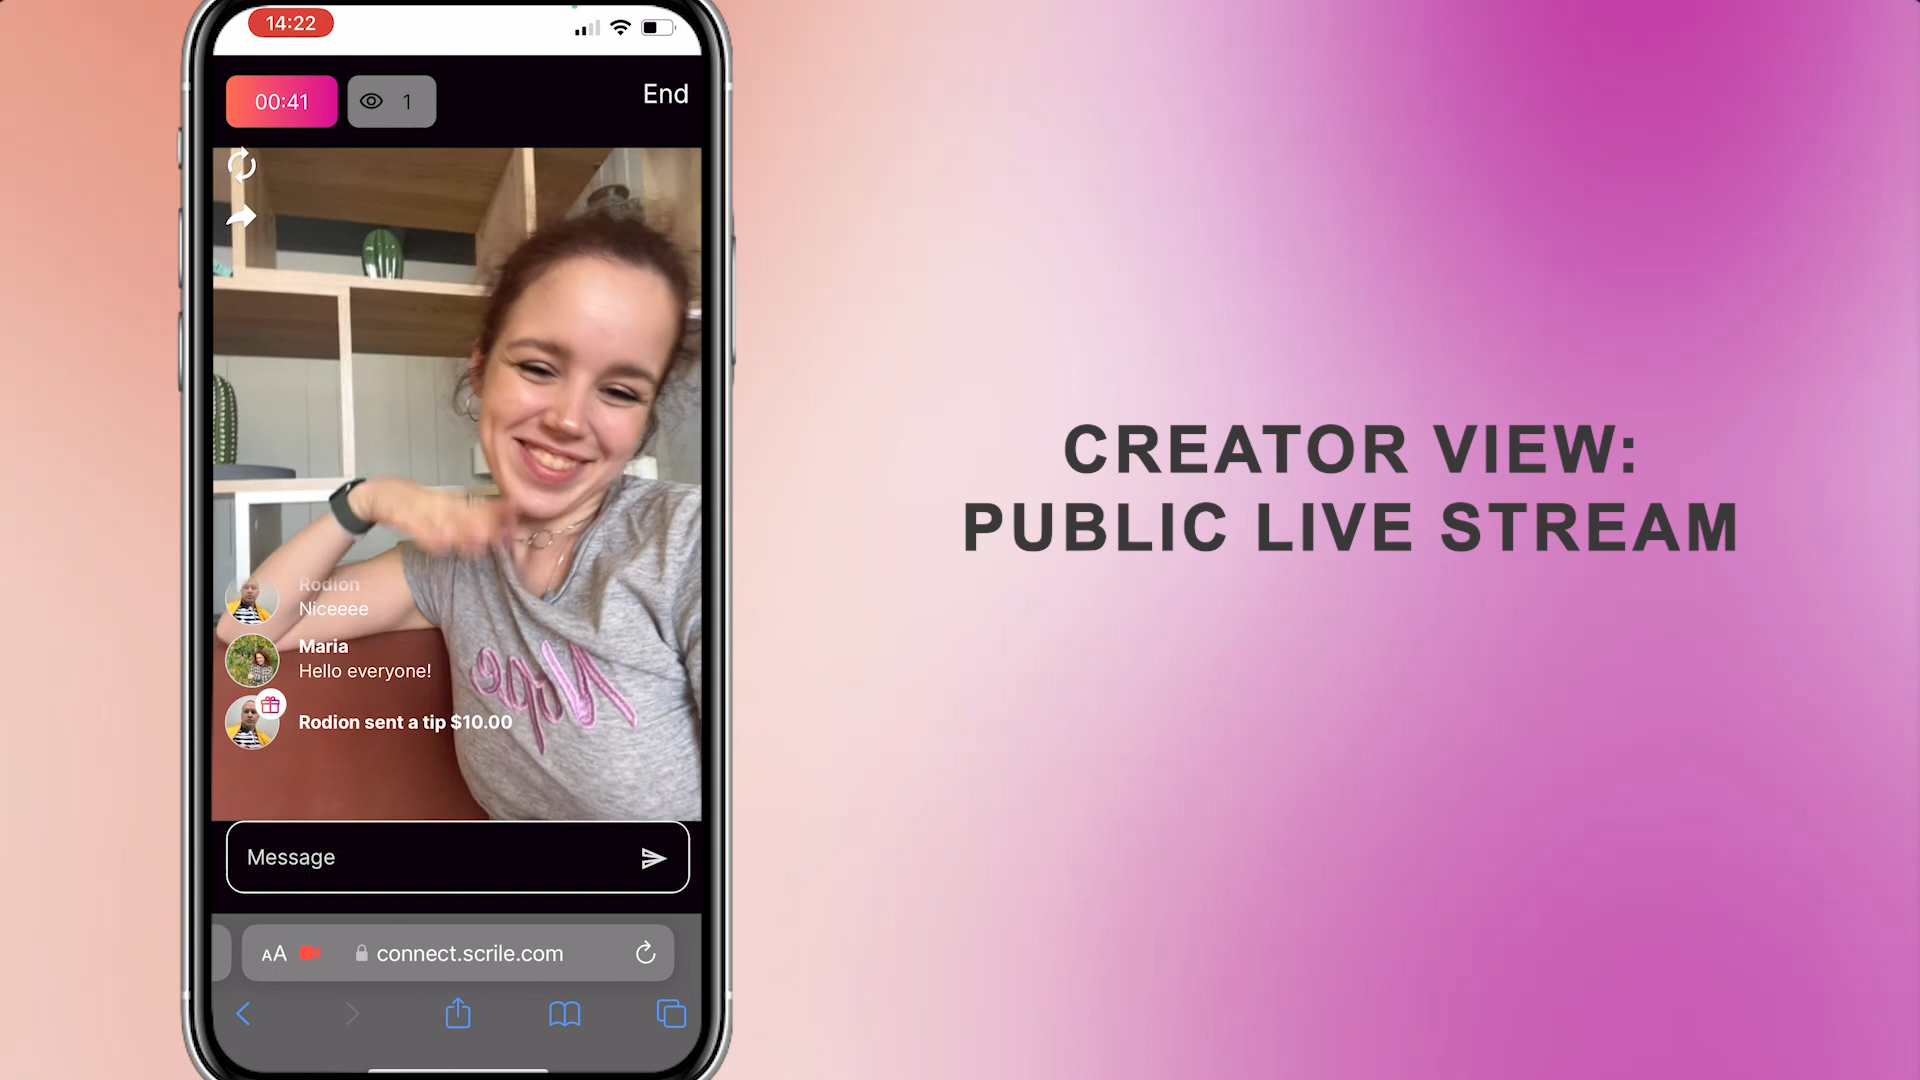 14:22
00:41
1
End
Rodion
Niceeee
Maria
Hello everyone!
Rodion sent a tip $10.00
Nope
Message
AA
connect.scrile.com
CREATOR VIEW:
PUBLIC LIVE STREAM